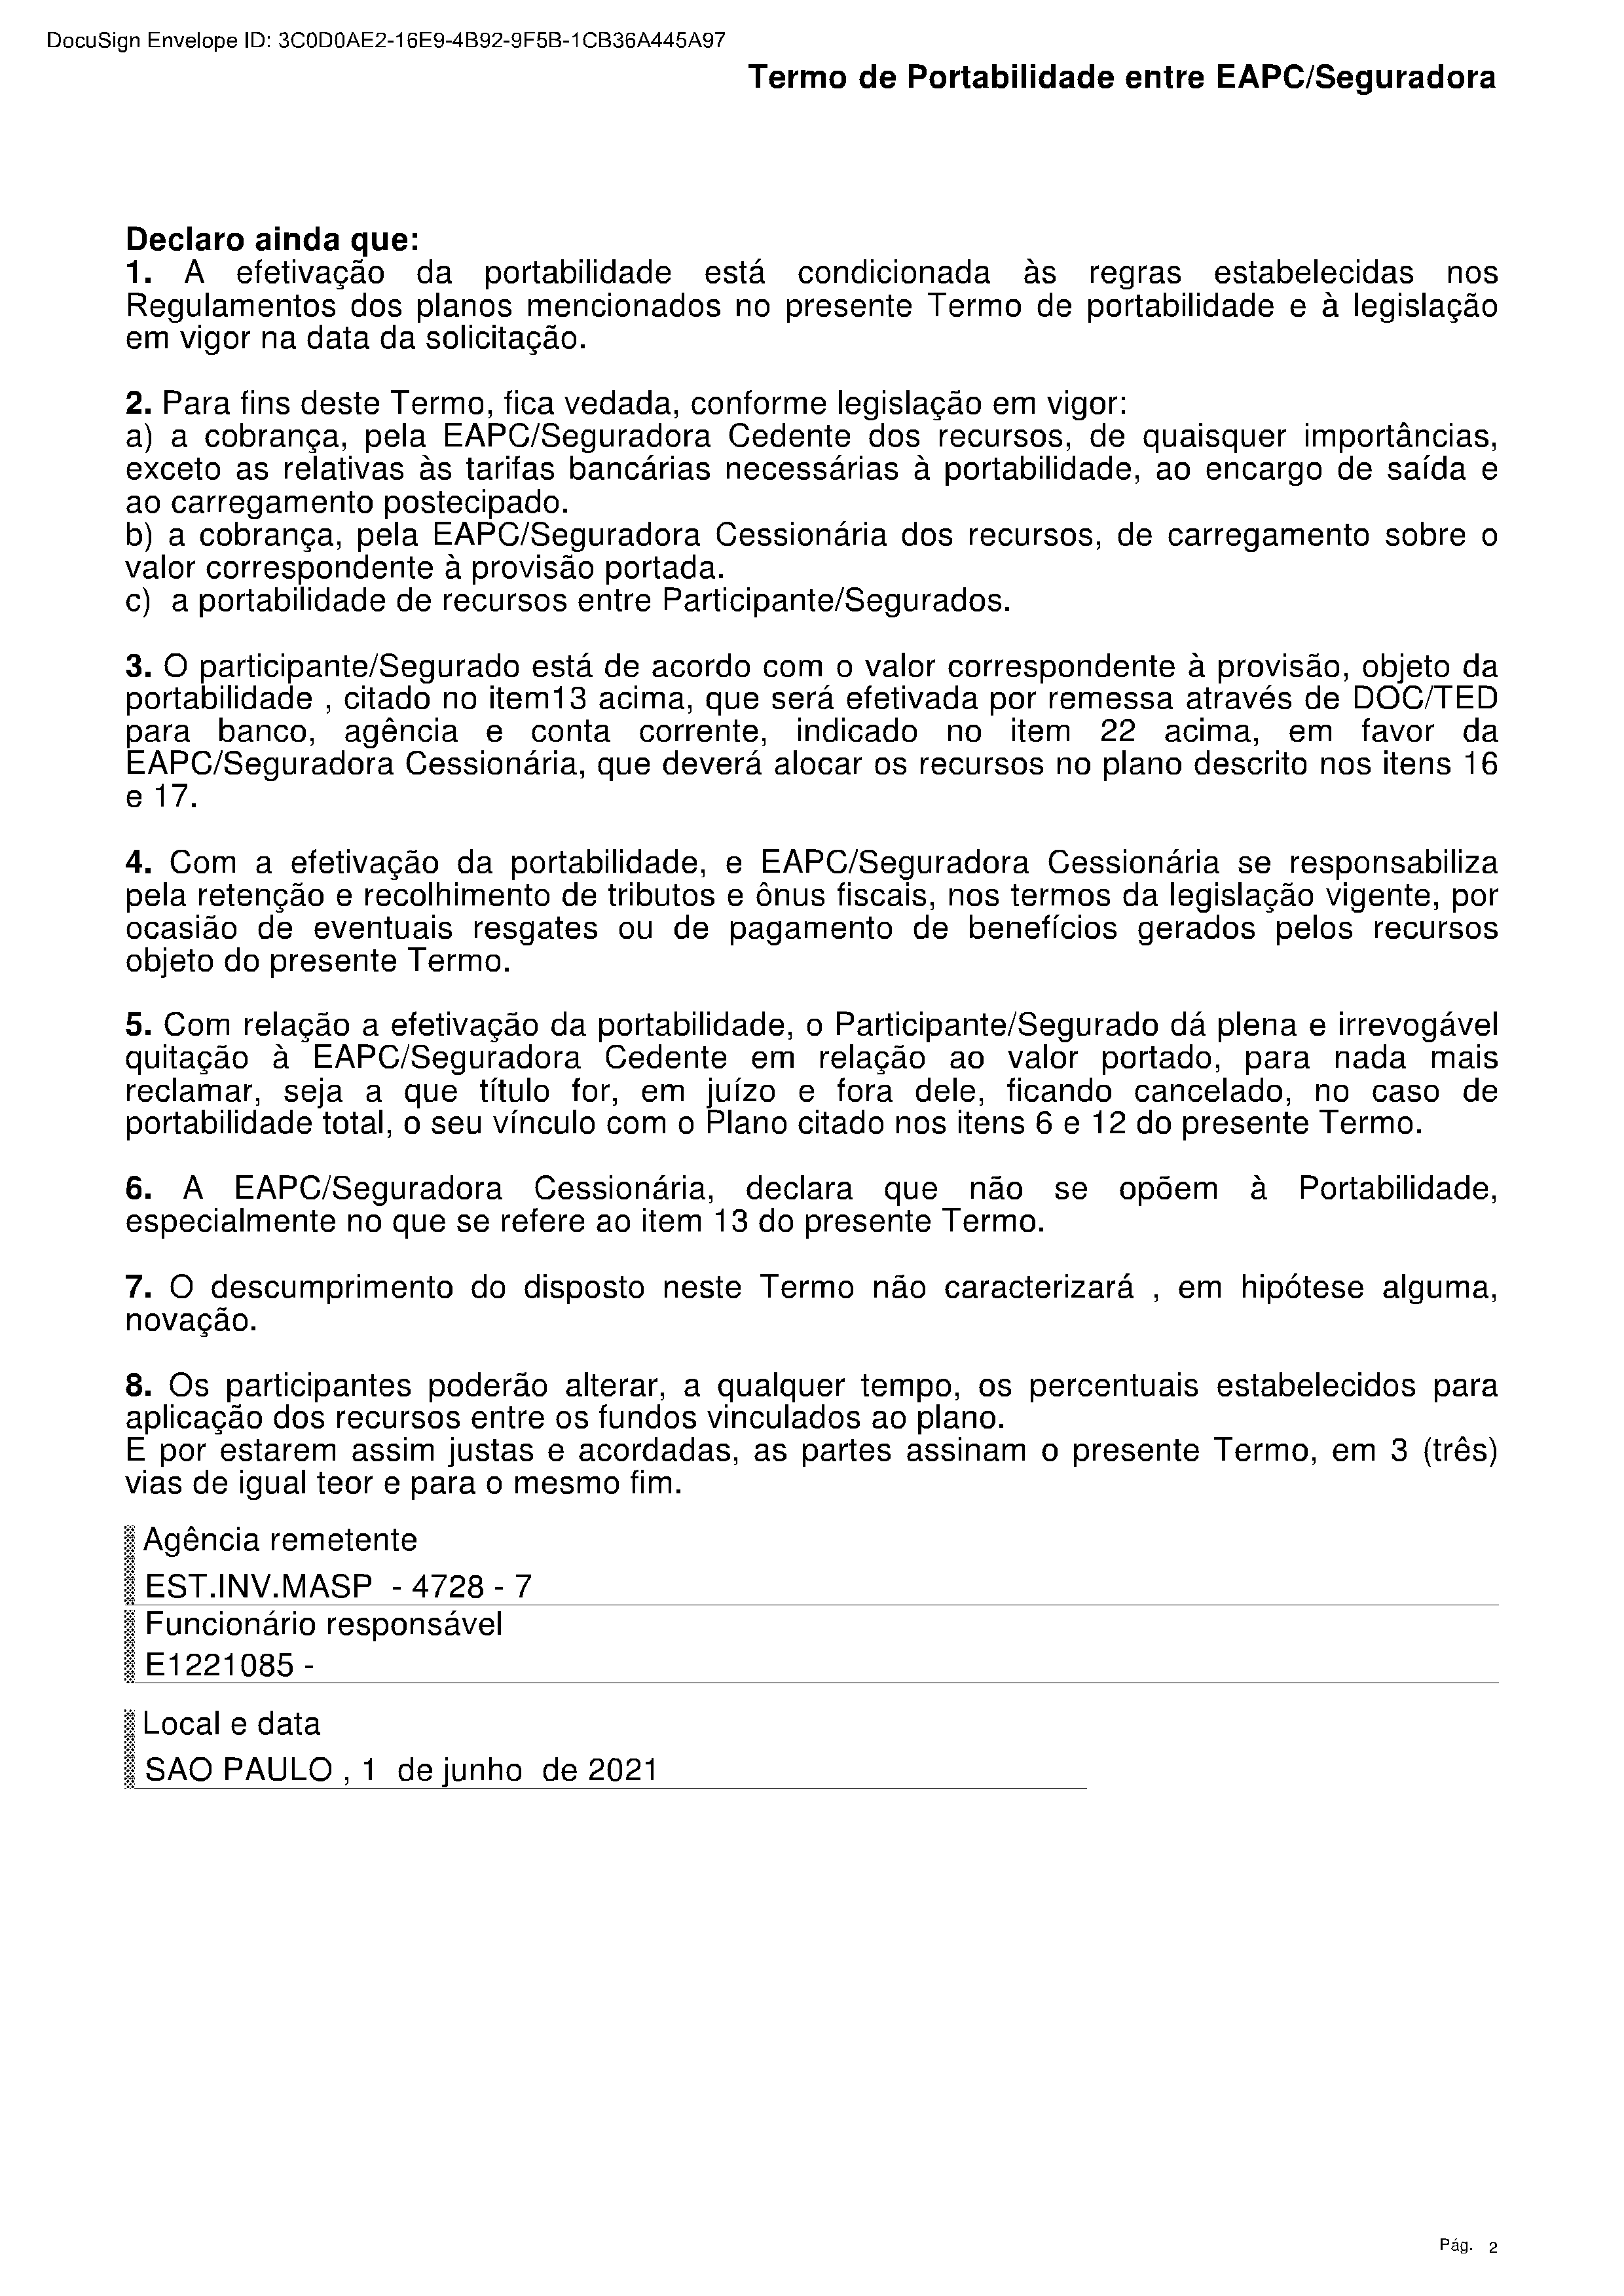 DocuSign Envelope ID: 3C0D0AE2-16E9-4B92-9F5B-1CB36A445A97
Termo de Portabilidade entre EAPC/Seguradora
Declaro ainda que:
1. A efetivação da portabilidade está condicionada às regras estabelecidas nos
Regulamentos dos planos mencionados no presente Termo de portabilidade e à legislação
em vigor na data da solicitação.
2. Para fins deste Termo, fica vedada, conforme legislação em vigor:
a) a cobrança, pela EAPC/Seguradora Cedente dos recursos, de quaisquer importâncias,
exceto as relativas às tarifas bancárias necessárias à portabilidade, ao encargo de saída e
ao carregamento postecipado.
b) a cobrança, pela EAPC/Seguradora Cessionária dos recursos, de carregamento sobre o
valor correspondente à provisão portada.
c) a portabilidade de recursos entre Participante/Segurados.
3. O participante/Segurado está de acordo com o valor correspondente à provisão, objeto da
portabilidade , citado no item13 acima, que será efetivada por remessa através de DOC/TED
para banco, agência e conta corrente, indicado no item 22 acima, em favor da
EAPC/Seguradora Cessionária, que deverá alocar os recursos no plano descrito nos itens 16
e 17.
4. Com a efetivação da portabilidade, e EAPC/Seguradora Cessionária se responsabiliza
pela retenção e recolhimento de tributos e ônus fiscais, nos termos da legislação vigente, por
ocasião de eventuais resgates ou de pagamento de benefícios gerados pelos recursos
objeto do presente Termo.
5. Com relação a efetivação da portabilidade, o Participante/Segurado dá plena e irrevogável
quitação à EAPC/Seguradora Cedente em relação ao valor portado, para nada mais
reclamar, seja a que título for, em juízo e fora dele, ficando cancelado, no caso de
portabilidade total, o seu vínculo com o Plano citado nos itens 6 e 12 do presente Termo.
6. A EAPC/Seguradora Cessionária, declara que não se opõem à Portabilidade,
especialmente no que se refere ao item 13 do presente Termo.
7. O descumprimento do disposto neste Termo não caracterizará , em hipótese alguma,
novação.
8. Os participantes poderão alterar, a qualquer tempo, os percentuais estabelecidos para
aplicação dos recursos entre os fundos vinculados ao plano.
E por estarem assim justas e acordadas, as partes assinam o presente Termo, em 3 (três)
vias de igual teor e para o mesmo fim.
Agência remetente
EST.INV.MASP - 4728 - 7
Funcionário responsável
E1221085 -
Local e data
SAO PAULO , 1 de junho de 2021
Pág. 2